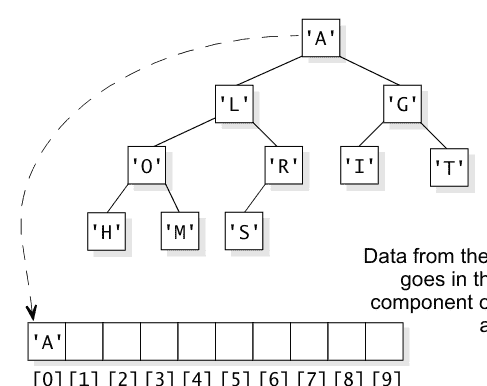 'A'
'L' 'G'
'O' 'R' 'I' 'T'
'H' 'M' 'S'
Data from the
goes in th
component o
a
'A'
[0] [1] [2] [3] [4] [5] [6] [7] [8] [9]